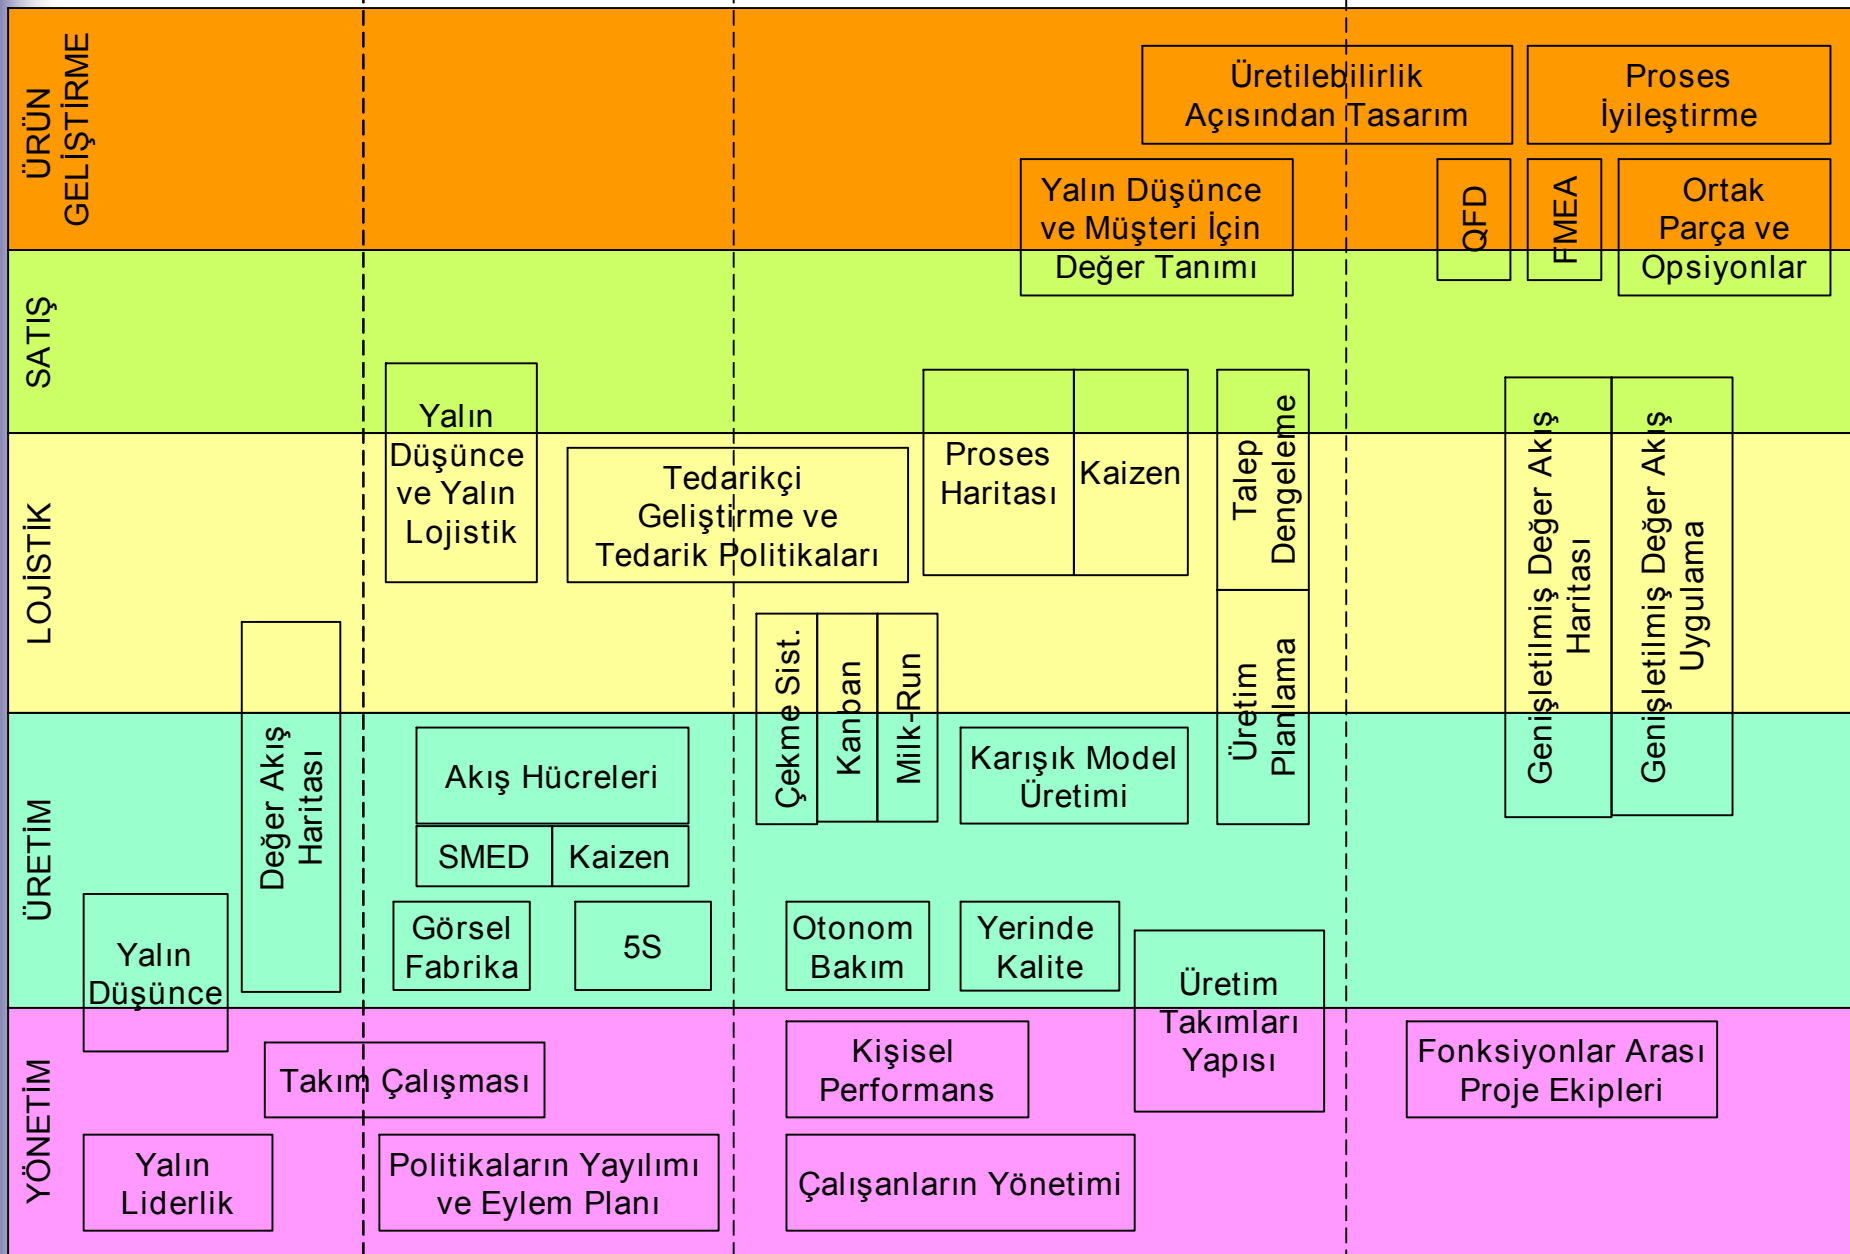 ÜRÜN
GELİŞTİRME
Üretilebilirlik
Açısından Tasarım
Proses
İyileştirme
Yalın Düşünce
ve Müşteri İçin
Değer Tanımı
QFD
FMEA
Ortak
Parça ve
Opsiyonlar
SATIŞ
Yalın
Düşünce
ve Yalın
Lojistik
Tedarikçi
Geliştirme ve
Tedarik Politikaları
Proses
Haritası
Kaizen
Talep
Dengeleme
Genişletilmiş Değer Akış
Haritası
Genişletilmiş Değer Akış
Uygulama
LOJİSTİK
Değer Akış
Haritası
Çekme Sist.
Kanban
Milk-Run
Üretim
Planlama
ÜRETİM
Akış Hücreleri
Karışık Model
Üretimi
SMED
Kaizen
Yalın
Düşünce
Görsel
Fabrika
5S
Otonom
Bakım
Yerinde
Kalite
Üretim
Takımları
Yapısı
YÖNETİM
Takım Çalışması
Kişisel
Performans
Fonksiyonlar Arası
Proje Ekipleri
Yalın
Liderlik
Politikaların Yayılımı
ve Eylem Planı
Çalışanların Yönetimi